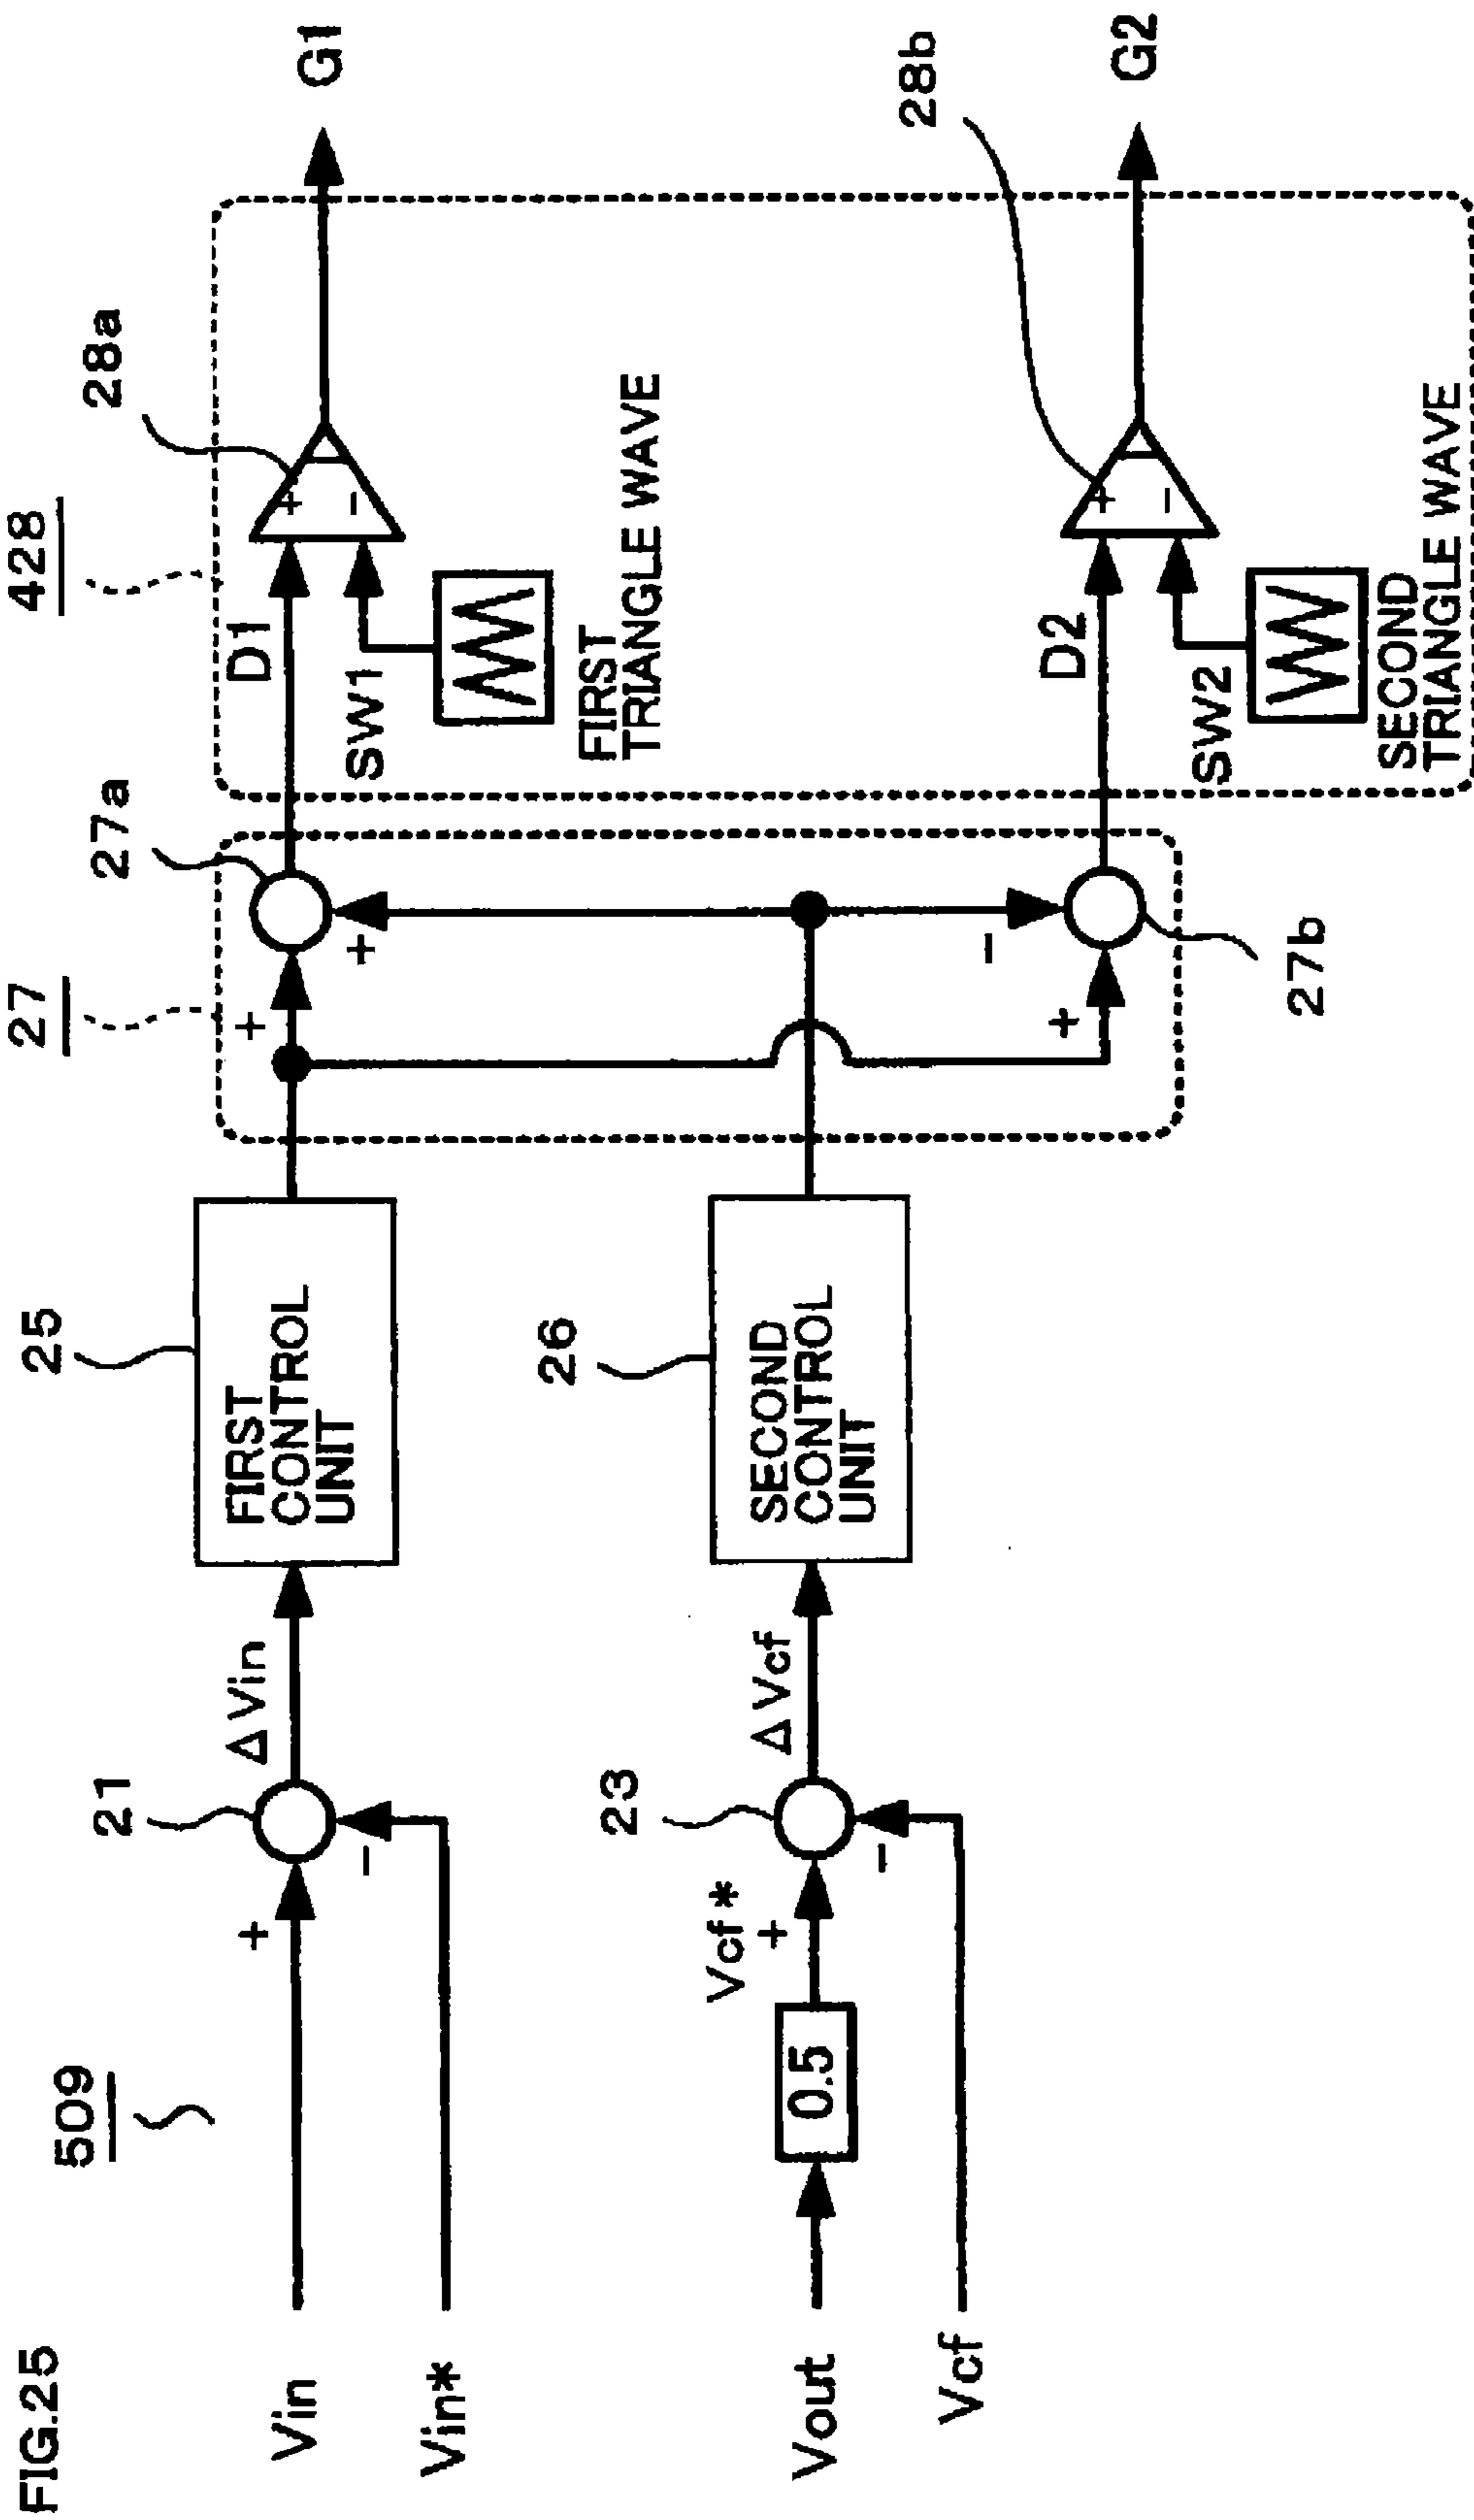 FIG.25
509
Vin
Vin*
Vout
Vcf
+
−
21
ΔVin
0.5
Vcf*
+
−
23
ΔVcf
25
FIRST
CONTROL
UNIT
26
SECOND
CONTROL
UNIT
27
+
+
27a
+
−
27b
428
D1
SW1
+
−
28a
FIRST
TRIANGLE WAVE
G1
D2
SW2
+
−
28b
SECOND
TRIANGLE WAVE
G2